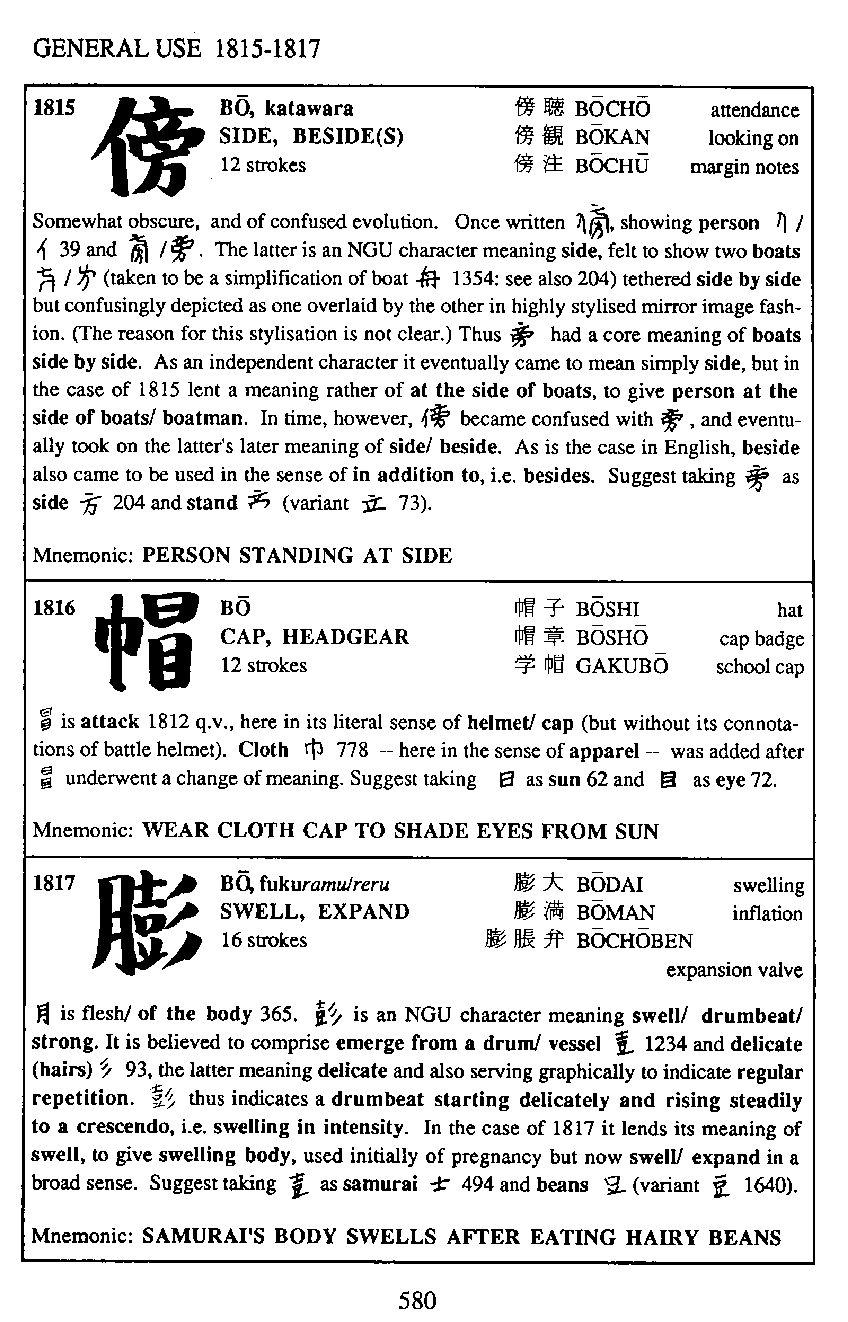 GENERAL USE 1815-1817
1815 傍 BŌ, katawara 傍聴 BŌCHŌ attendance
SIDE, BESIDE(S) 傍観 BŌKAN looking on
12 strokes 傍注 BŌCHŪ margin notes
Somewhat obscure, and of confused evolution. Once written , showing person /
亻 39 and / 旁. The latter is an NGU character meaning side, felt to show two boats
/ (taken to be a simplification of boat 舟 1354: see also 204) tethered side by side
but confusingly depicted as one overlaid by the other in highly stylised mirror image fash-
ion. (The reason for this stylisation is not clear.) Thus 旁 had a core meaning of boats
side by side. As an independent character it eventually came to mean simply side, but in
the case of 1815 lent a meaning rather of at the side of boats, to give person at the
side of boats/ boatman. In time, however, 傍 became confused with 旁, and eventu-
ally took on the latter's later meaning of side/ beside. As is the case in English, beside
also came to be used in the sense of in addition to, i.e. besides. Suggest taking 旁 as
side 方 204 and stand (variant 立 73).
Mnemonic: PERSON STANDING AT SIDE
1816 帽 BŌ 帽子 BŌSHI hat
CAP, HEADGEAR 帽章 BŌSHŌ cap badge
12 strokes 学帽 GAKUBŌ school cap
冒 is attack 1812 q.v., here in its literal sense of helmet/ cap (but without its connota-
tions of battle helmet). Cloth 巾 778 -- here in the sense of apparel -- was added after
冒 underwent a change of meaning. Suggest taking 日 as sun 62 and 目 as eye 72.
Mnemonic: WEAR CLOTH CAP TO SHADE EYES FROM SUN
1817 膨 BŌ, fukuramu/reru 膨大 BŌDAI swelling
SWELL, EXPAND 膨満 BŌMAN inflation
16 strokes 膨脹弁 BŌCHŌBEN
expansion valve
月 is flesh/ of the body 365. 彭 is an NGU character meaning swell/ drumbeat/
strong. It is believed to comprise emerge from a drum/ vessel 壴 1234 and delicate
(hairs) 彡 93, the latter meaning delicate and also serving graphically to indicate regular
repetition. 彭 thus indicates a drumbeat starting delicately and rising steadily
to a crescendo, i.e. swelling in intensity. In the case of 1817 it lends its meaning of
swell, to give swelling body, used initially of pregnancy but now swell/ expand in a
broad sense. Suggest taking 壴 as samurai 士 494 and beans (variant 豆 1640).
Mnemonic: SAMURAI'S BODY SWELLS AFTER EATING HAIRY BEANS
580